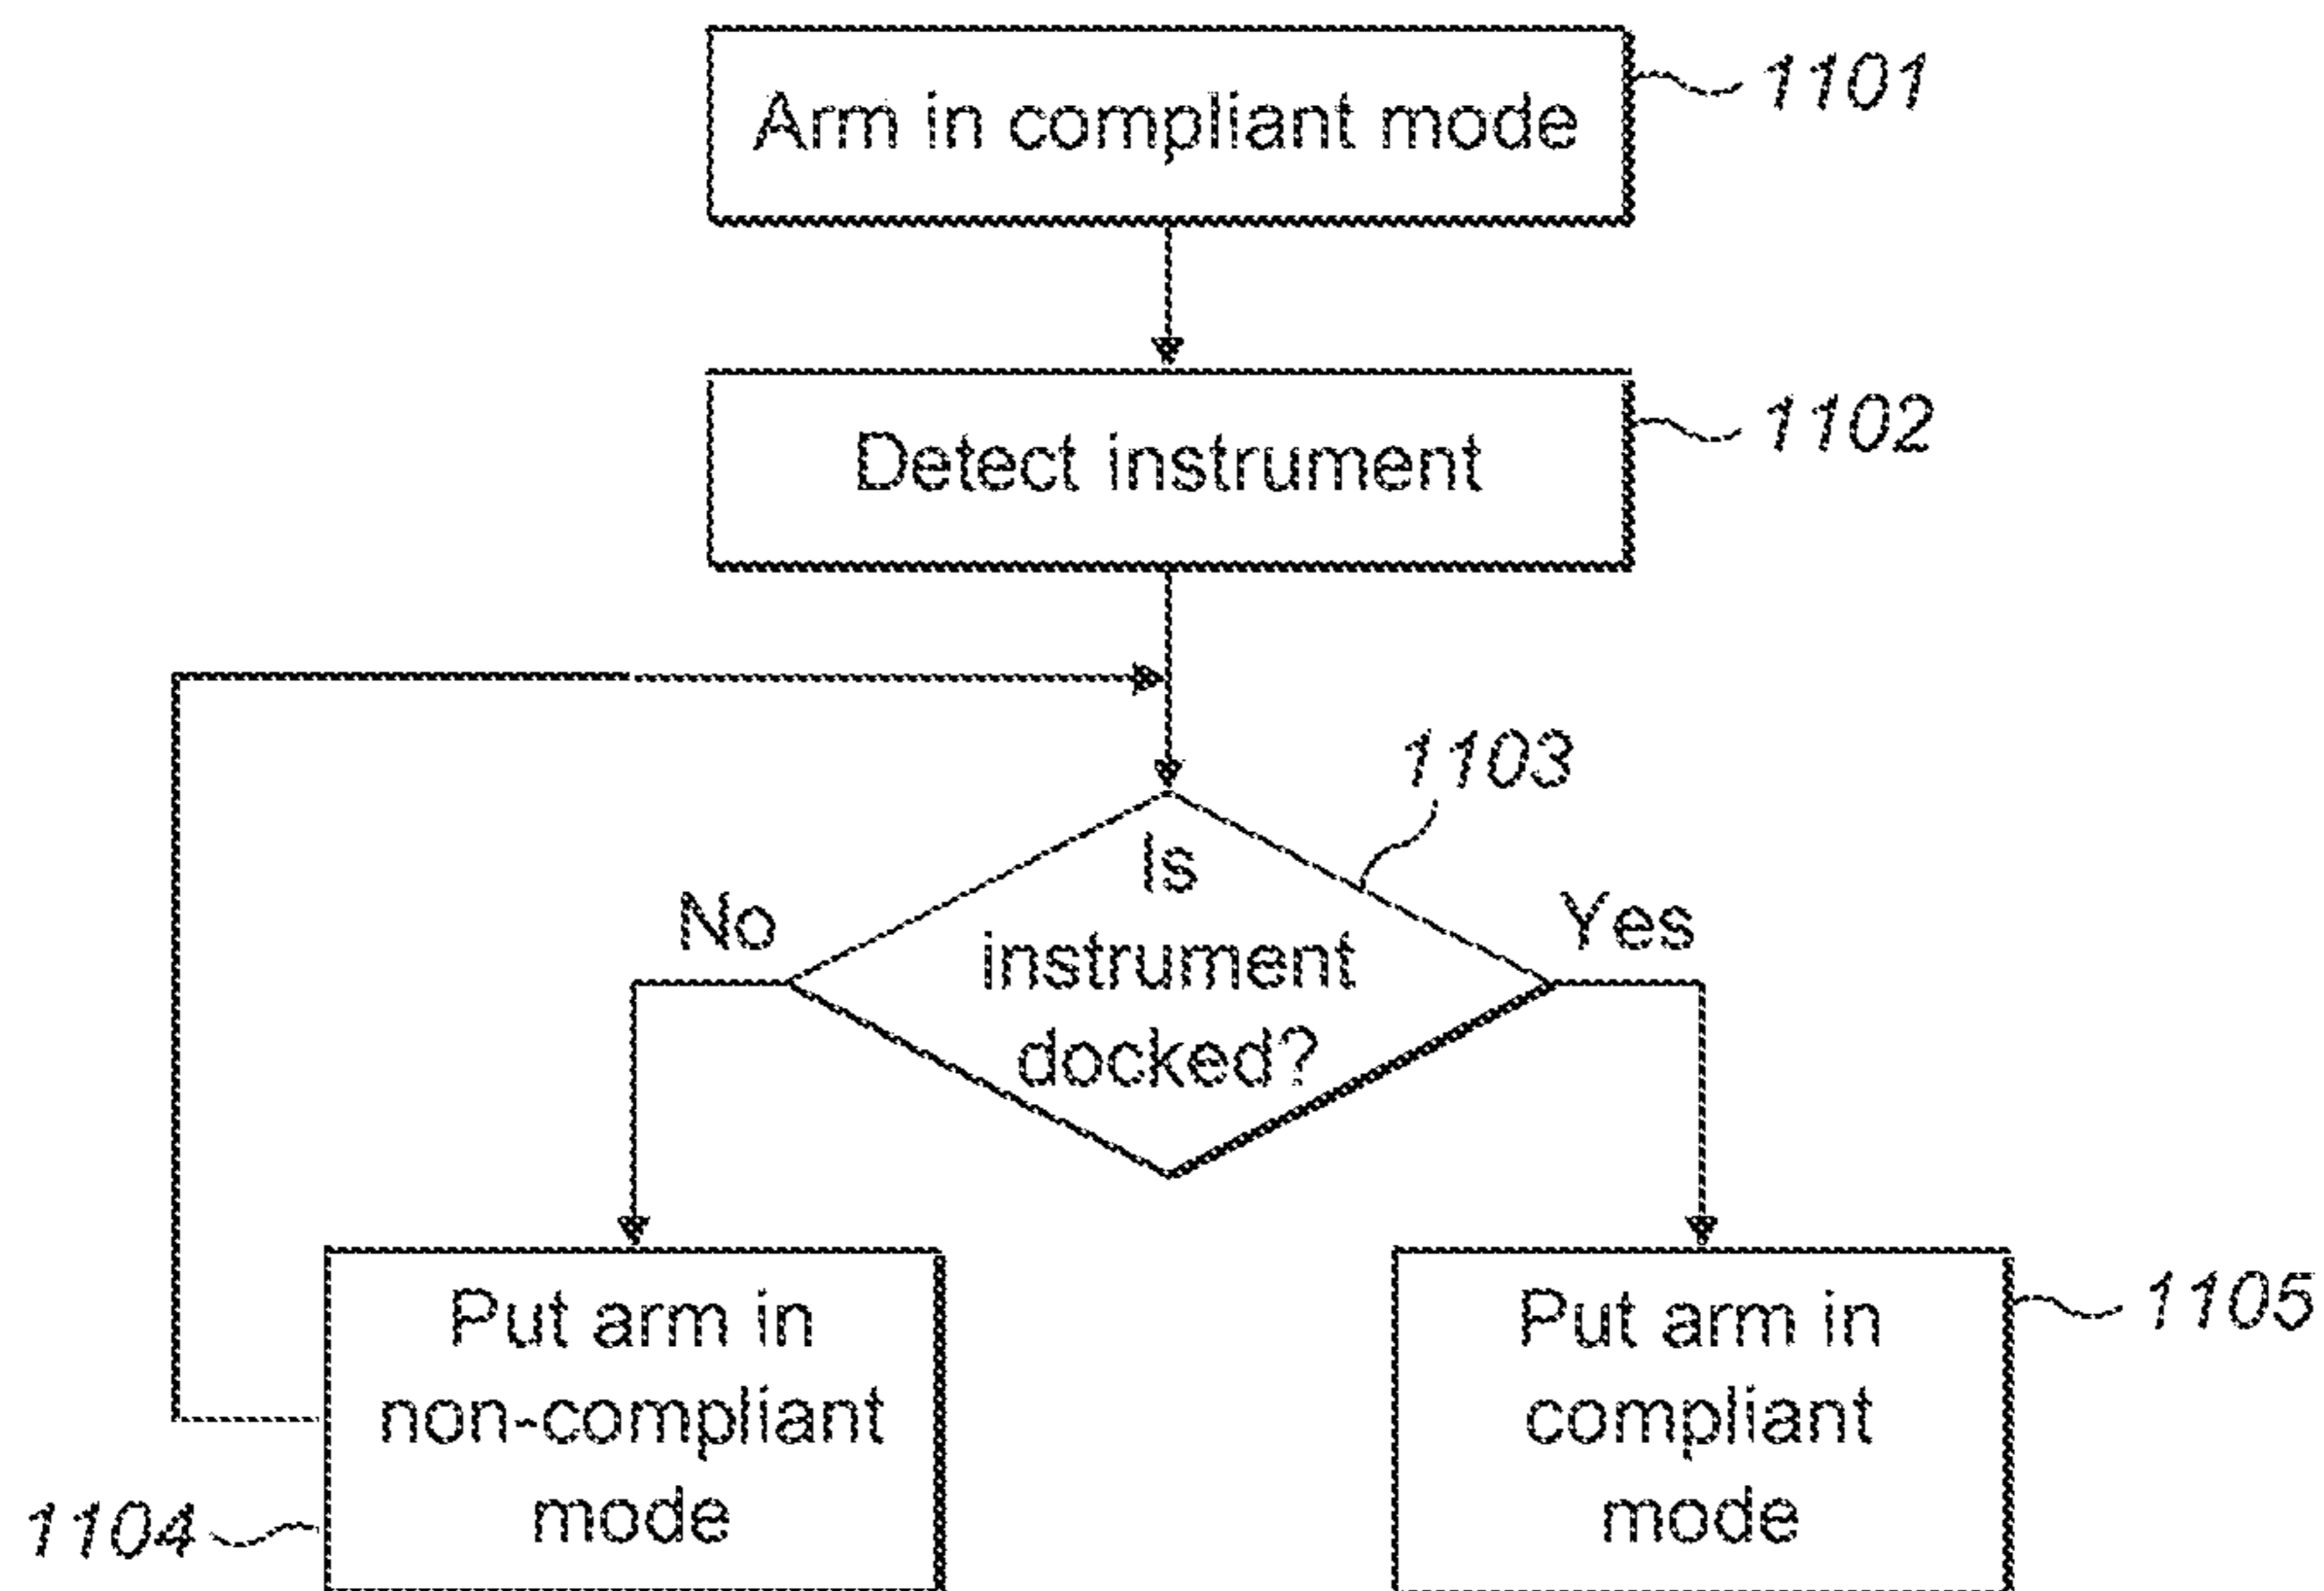 Arm in compliant mode
1101
Detect instrument
1102
1103
Is
instrument
docked?
No
Yes
Put arm in
non-compliant
mode
1104
Put arm in
compliant
mode
1105